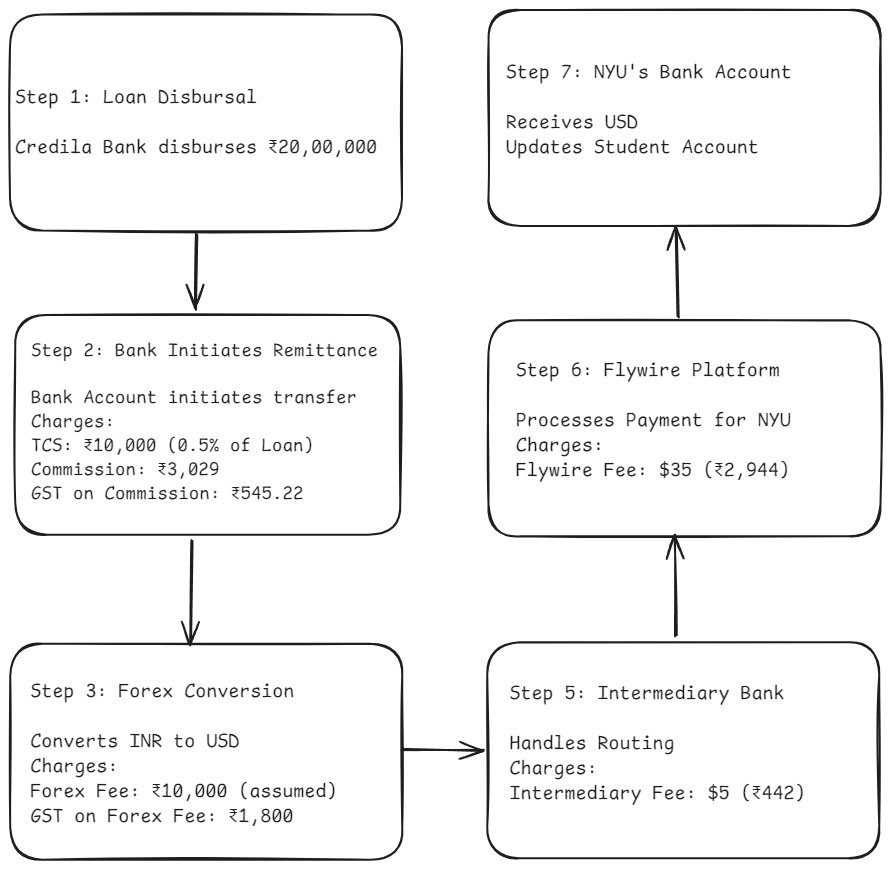 Step 1: Loan Disbursal
Credila Bank disburses ₹20,00,000
Step 2: Bank Initiates Remittance
Bank Account initiates transfer
Charges:
TCS: ₹10,000 (0.5% of Loan)
Commission: ₹3,029
GST on Commission: ₹545.22
Step 3: Forex Conversion
Converts INR to USD
Charges:
Forex Fee: ₹10,000 (assumed)
GST on Forex Fee: ₹1,800
Step 5: Intermediary Bank
Handles Routing
Charges:
Intermediary Fee: $5 (₹442)
Step 6: Flywire Platform
Processes Payment for NYU
Charges:
Flywire Fee: $35 (₹2,944)
Step 7: NYU's Bank Account
Receives USD
Updates Student Account